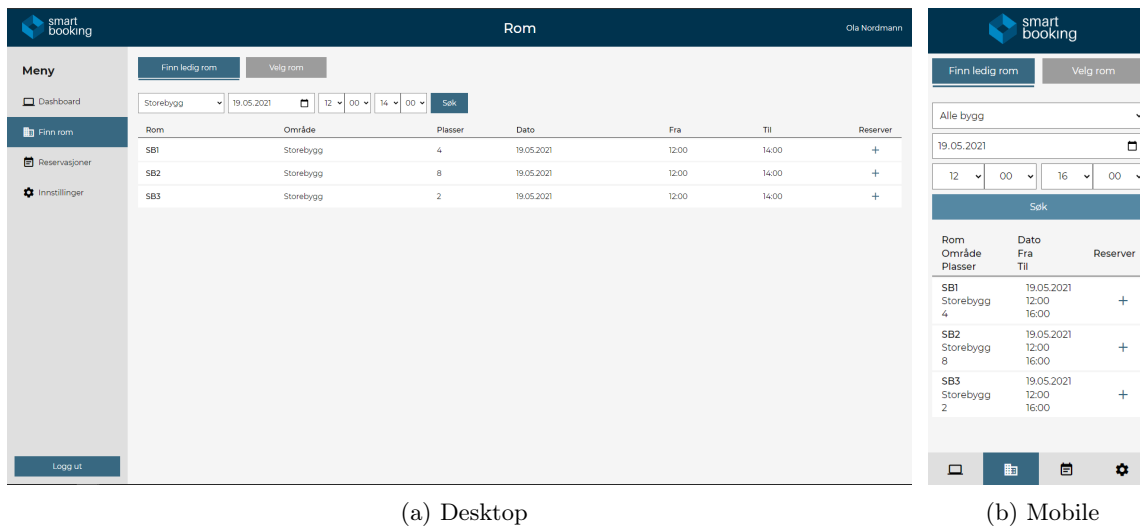 smart
booking
Rom
Ola Nordmann
Meny
Dashboard
Finn rom
Reservasjoner
Innstillinger
Logg ut
Finn ledig rom Velg rom
Storebygg 19.05.2021 12 00 14 00 Søk
Rom Område Plasser Dato Fra Til Reserver
SB1 Storebygg 4 19.05.2021 12:00 14:00 +
SB2 Storebygg 8 19.05.2021 12:00 14:00 +
SB3 Storebygg 2 19.05.2021 12:00 14:00 +
(a) Desktop
smart
booking
Finn ledig rom Velg rom
Alle bygg
19.05.2021
12 00 16 00
Søk
Rom Dato
Område Fra Reserver
Plasser Til
SB1 19.05.2021
Storebygg 12:00 +
4 16:00
SB2 19.05.2021
Storebygg 12:00 +
8 16:00
SB3 19.05.2021
Storebygg 12:00 +
2 16:00
(b) Mobile